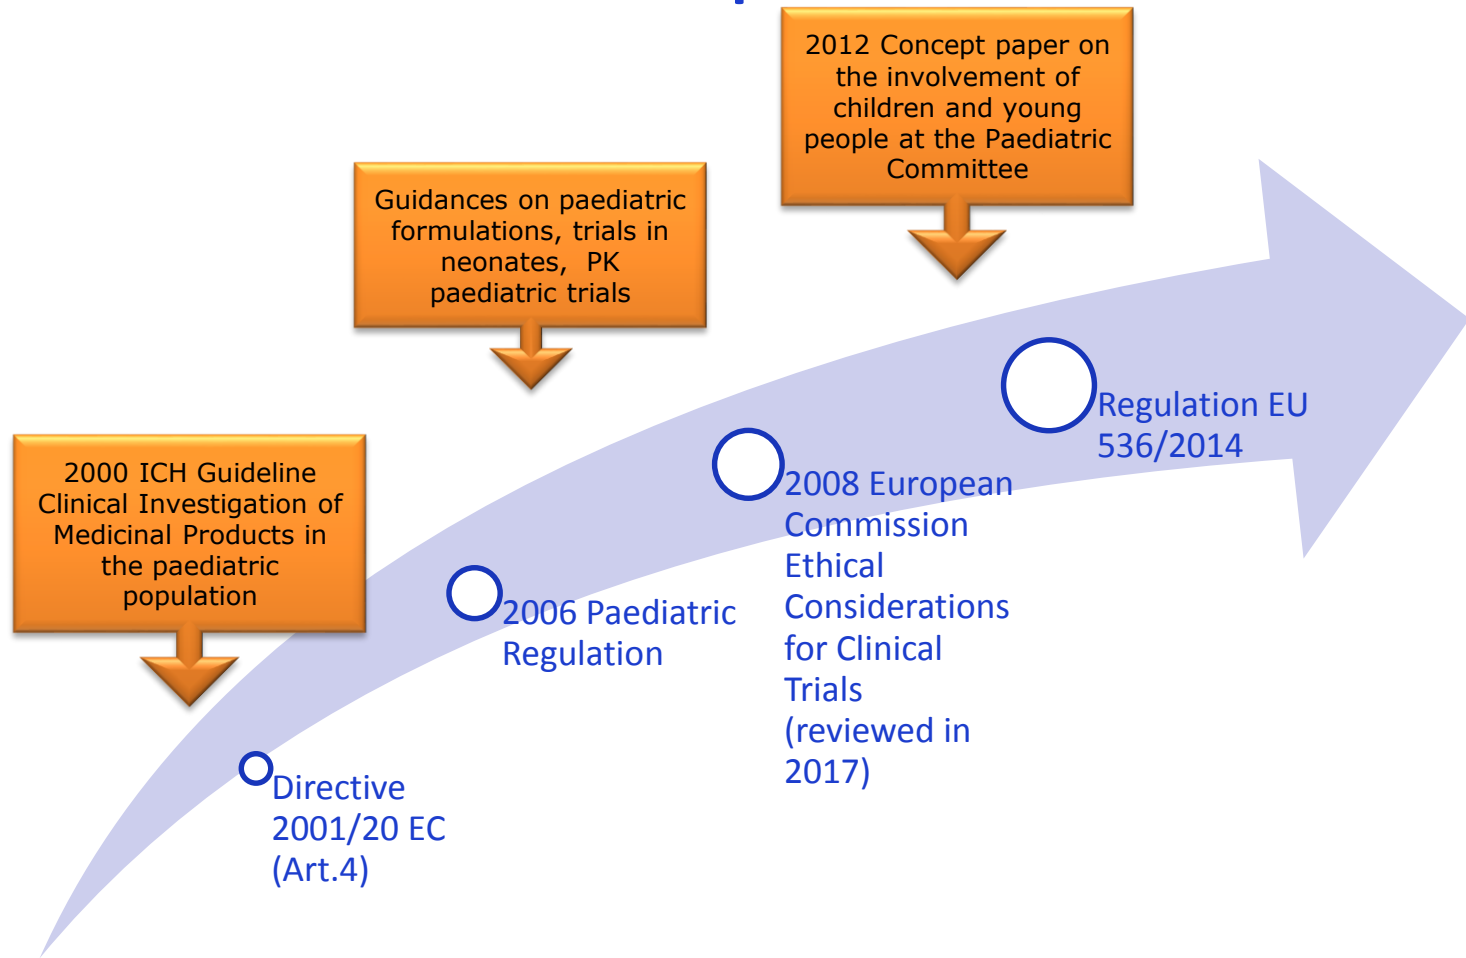 2012 Concept paper on
the involvement of
children and young
people at the Paediatric
Committee
Guidances on paediatric
formulations, trials in
neonates, PK
paediatric trials
2000 ICH Guideline
Clinical Investigation of
Medicinal Products in
the paediatric
population
Directive
2001/20 EC
(Art.4)
2006 Paediatric
Regulation
2008 European
Commission
Ethical
Considerations
for Clinical
Trials
(reviewed in
2017)
Regulation EU
536/2014